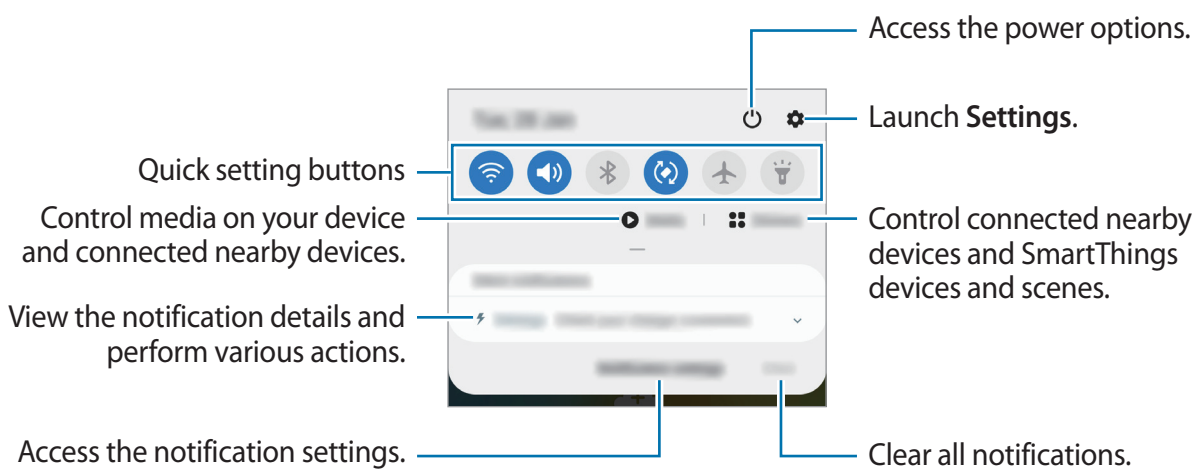 Access the power options.
Launch Settings.
Quick setting buttons
Control media on your device
and connected nearby devices.
Control connected nearby
devices and SmartThings
devices and scenes.
View the notification details and
perform various actions.
Access the notification settings.
Clear all notifications.